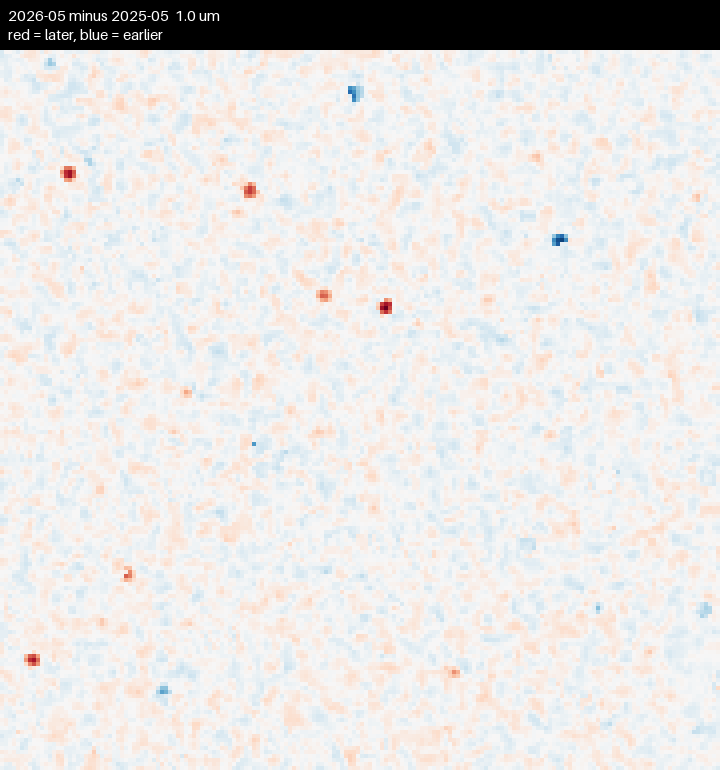 2026-05 minus 2025-05  1.0 um
red = later, blue = earlier